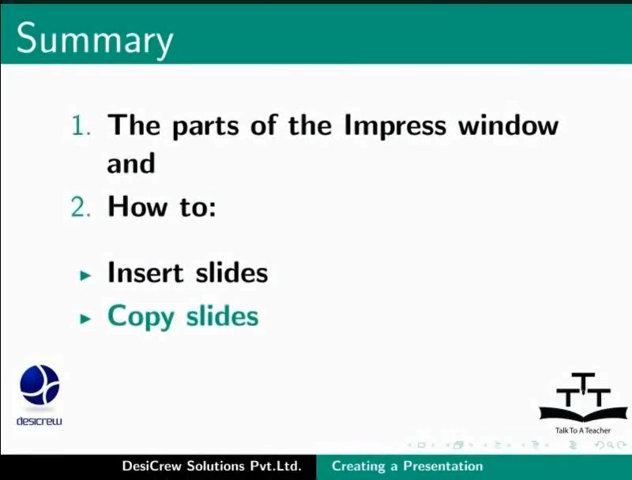 Summary
1. The parts of the Impress window
and
2. How to:
▸ Insert slides
▸ Copy slides
desicrew
TTT
Talk To A Teacher
DesiCrew Solutions Pvt.Ltd. Creating a Presentation